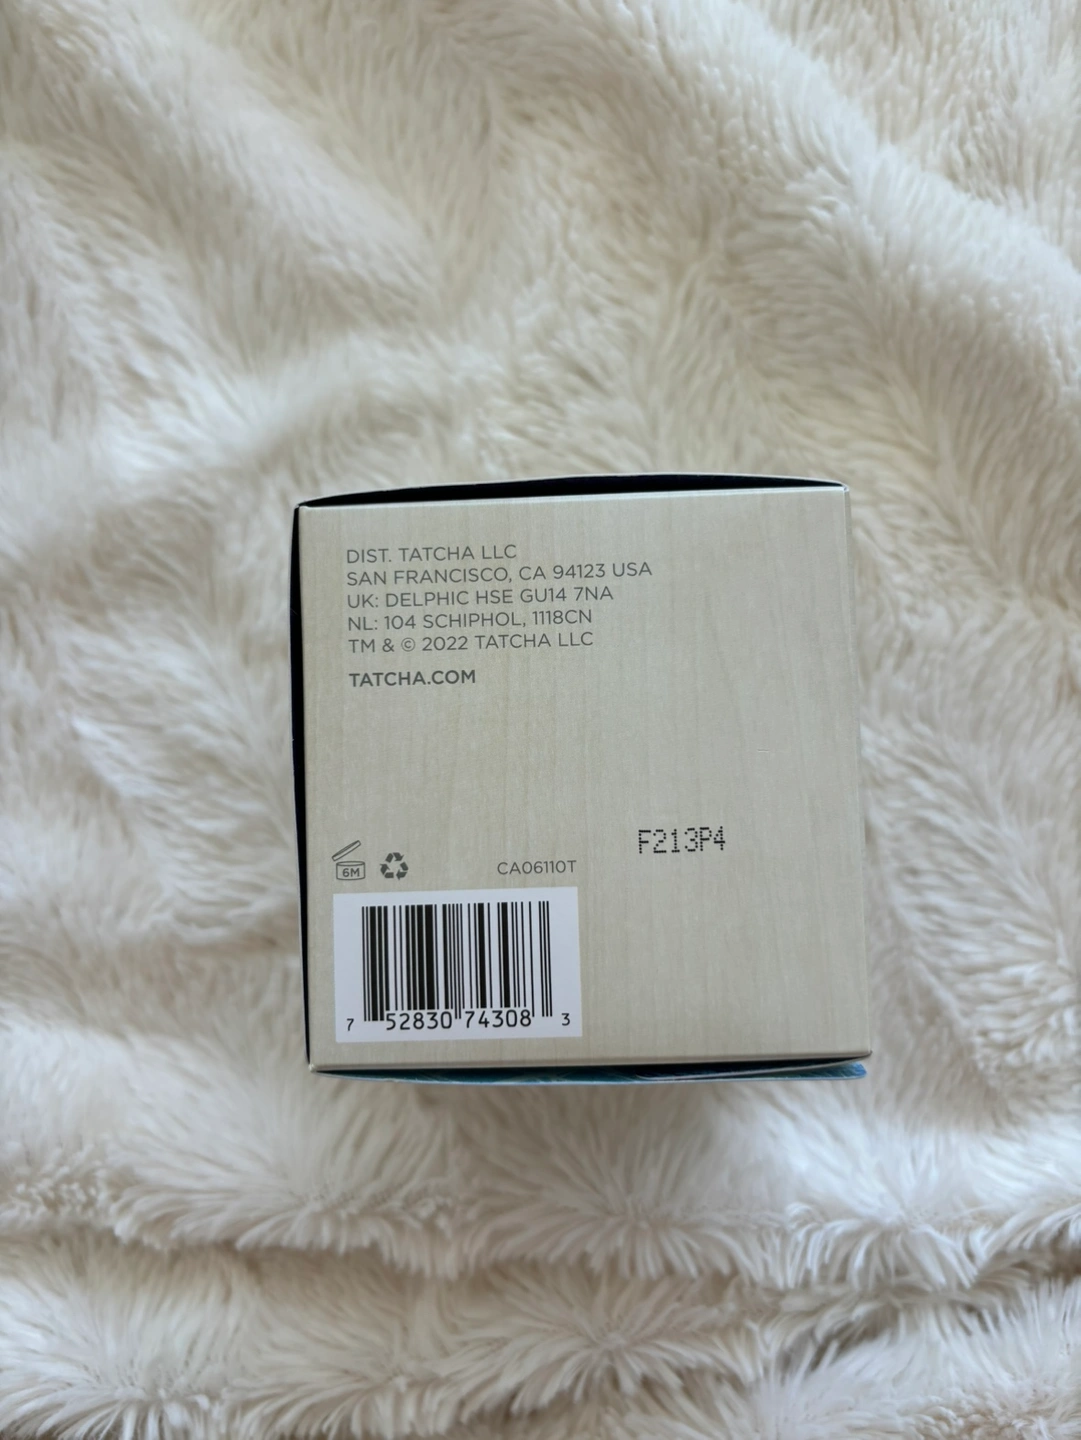 DIST. TATCHA LLC
SAN FRANCISCO, CA 94123 USA
UK: DELPHIC HSE GU14 7NA
NL: 104 SCHIPHOL, 1118CN
TM & © 2022 TATCHA LLC
TATCHA.COM
F213P4
6M
CA06110T
7 52830 74308 3